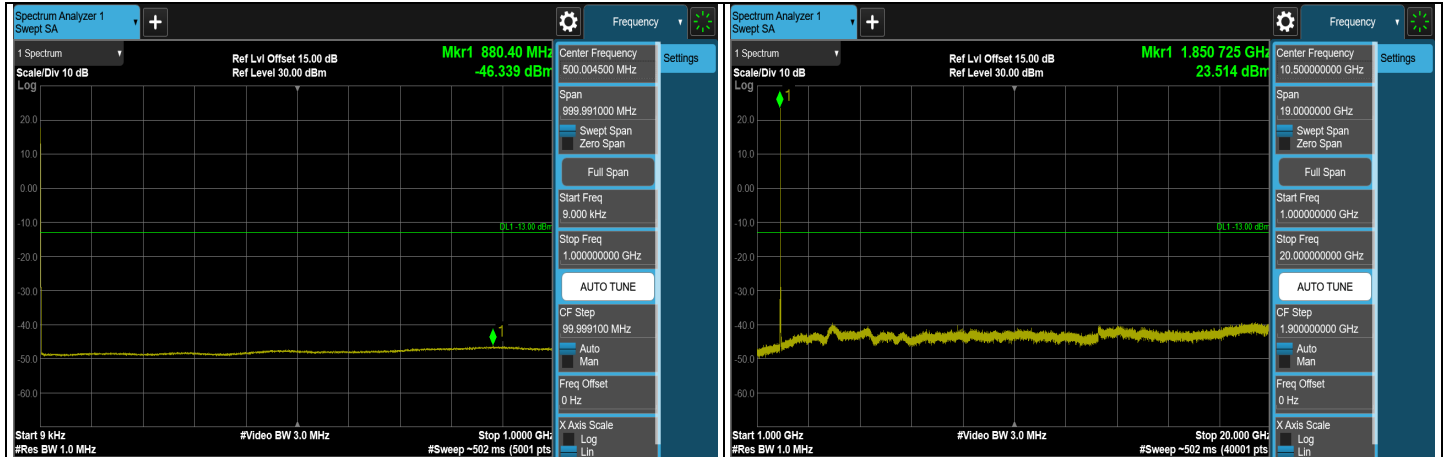 Spectrum Analyzer 1
Swept SA
+
Frequency
1 Spectrum
Scale/Div 10 dB
Log
Ref Lvl Offset 15.00 dB
Ref Level 30.00 dBm
Mkr1 880.40 MHz
-46.339 dBm
20.0
10.0
0.00
-10.0
-20.0
-30.0
-40.0
-50.0
-60.0
DL1 -13.00 dBm
1
Start 9 kHz
#Res BW 1.0 MHz
#Video BW 3.0 MHz
Stop 1.0000 GHz
#Sweep ~502 ms (5001 pts
Center Frequency
500.004500 MHz
Settings
Span
999.991000 MHz
Swept Span
Zero Span
Full Span
Start Freq
9.000 kHz
Stop Freq
1.000000000 GHz
AUTO TUNE
CF Step
99.999100 MHz
Auto
Man
Freq Offset
0 Hz
X Axis Scale
Log
Lin
Spectrum Analyzer 1
Swept SA
+
Frequency
1 Spectrum
Scale/Div 10 dB
Log
Ref Lvl Offset 15.00 dB
Ref Level 30.00 dBm
Mkr1 1.850 725 GHz
23.514 dBm
1
20.0
10.0
0.00
-10.0
-20.0
-30.0
-40.0
-50.0
-60.0
DL1 -13.00 dBm
Start 1.000 GHz
#Res BW 1.0 MHz
#Video BW 3.0 MHz
Stop 20.000 GHz
#Sweep ~502 ms (40001 pts
Center Frequency
10.500000000 GHz
Settings
Span
19.0000000 GHz
Swept Span
Zero Span
Full Span
Start Freq
1.000000000 GHz
Stop Freq
20.000000000 GHz
AUTO TUNE
CF Step
1.900000000 GHz
Auto
Man
Freq Offset
0 Hz
X Axis Scale
Log
Lin